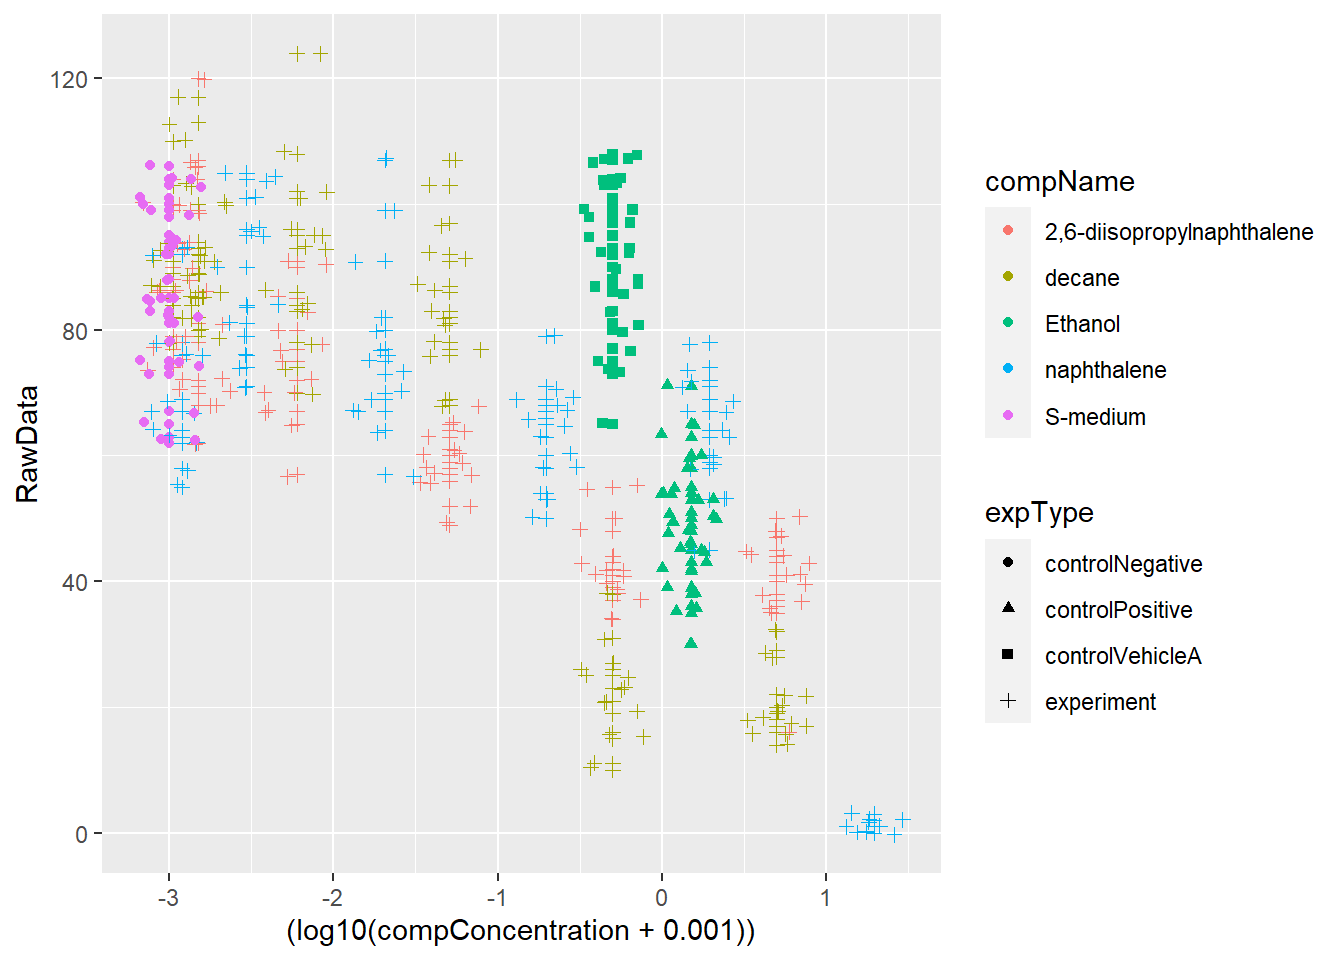 120
80
40
0
RawData
-3
-2
-1
0
1
(log10(compConcentration + 0.001))
compName
2,6-diisopropylnaphthalene
decane
Ethanol
naphthalene
S-medium
expType
controlNegative
controlPositive
controlVehicleA
experiment